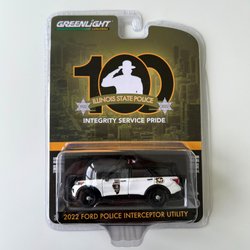 GREENLIGHT
100
ILLINOIS STATE POLICE
INTEGRITY SERVICE PRIDE
2022 FORD POLICE INTERCEPTOR UTILITY